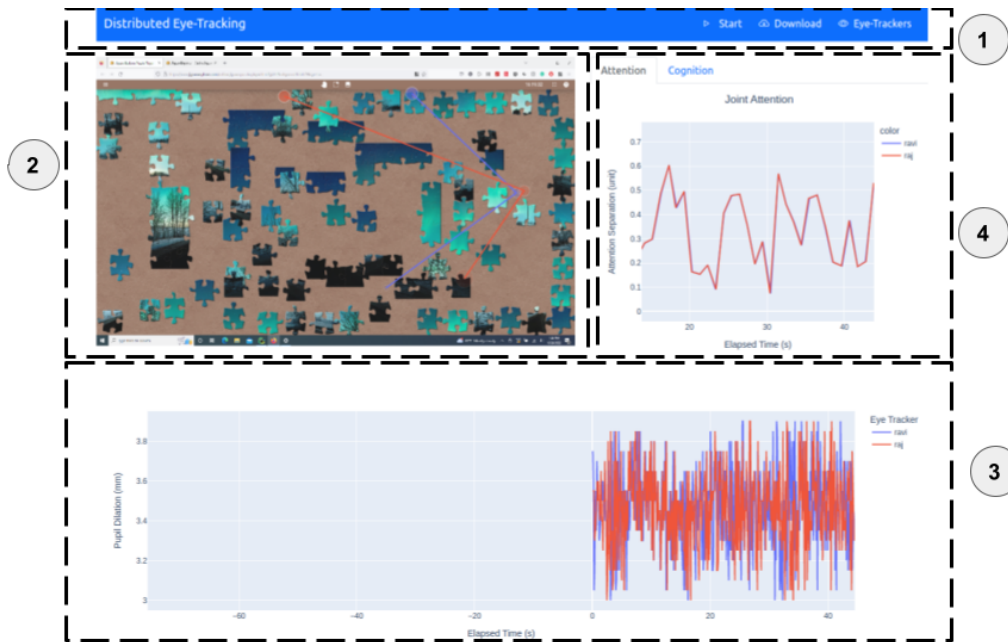 Distributed Eye-Tracking
Start Download Eye-Trackers
1
2
Attention Cognition
Joint Attention
color
ravi
raj
Attention Separation (unit)
0.7
0.6
0.5
0.4
0.3
0.2
0.1
0
20 30 40
Elapsed Time (s)
4
Eye Tracker
ravi
raj
Pupil Dilation (mm)
3.8
3.6
3.4
3.2
3
−60 −40 −20 0 20 40
Elapsed Time (s)
3